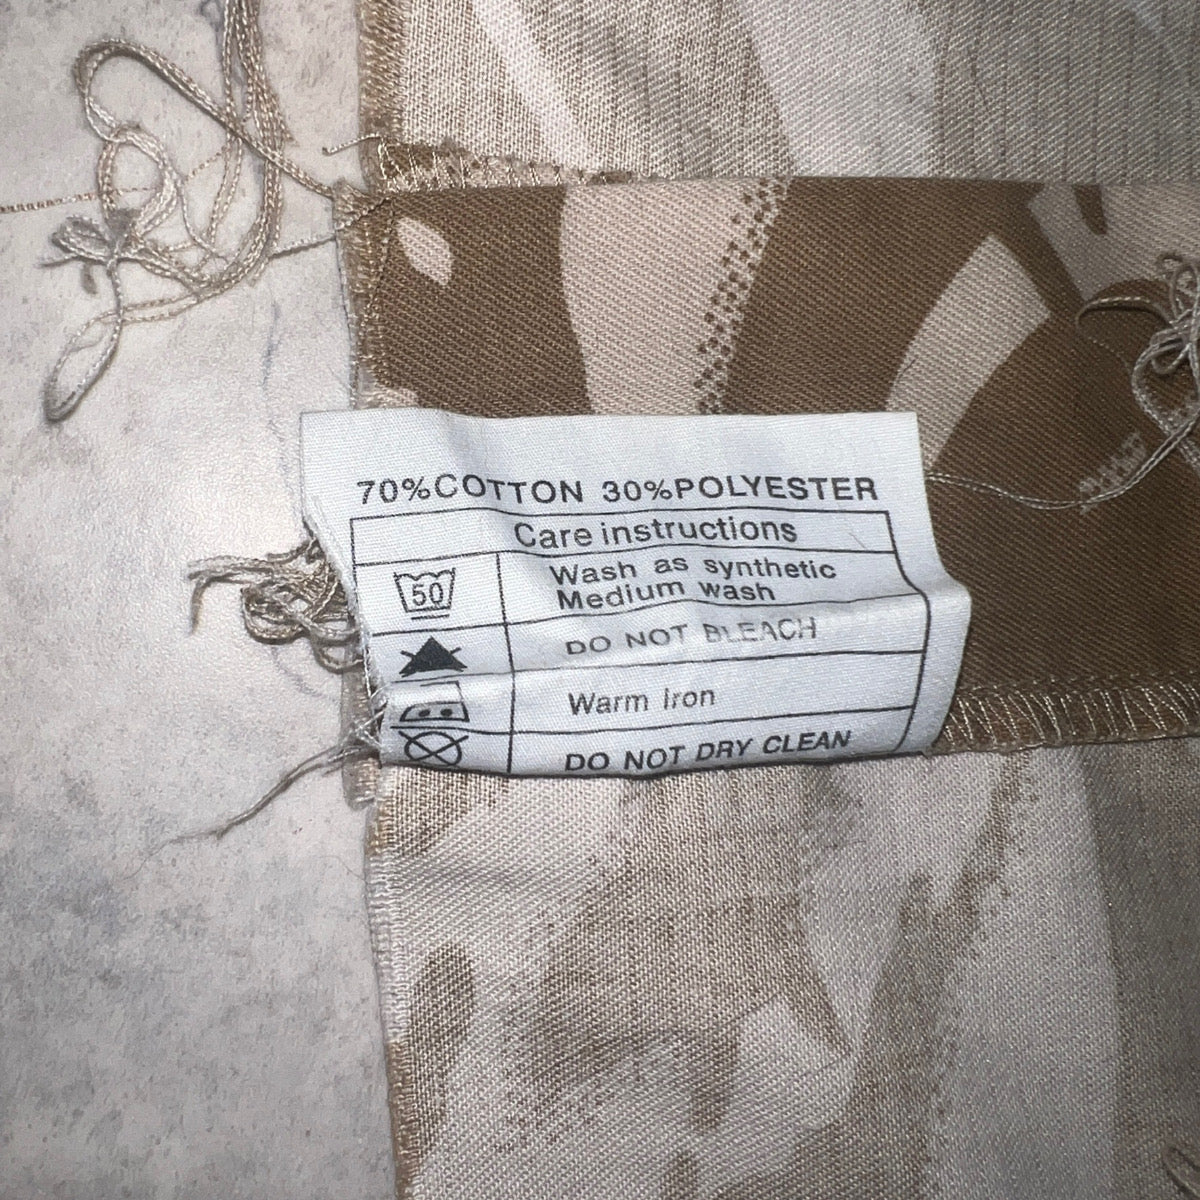 70%COTTON 30%POLYESTER
Care instructions
50
Wash as synthetic
Medium wash
DO NOT BLEACH
Warm Iron
DO NOT DRY CLEAN